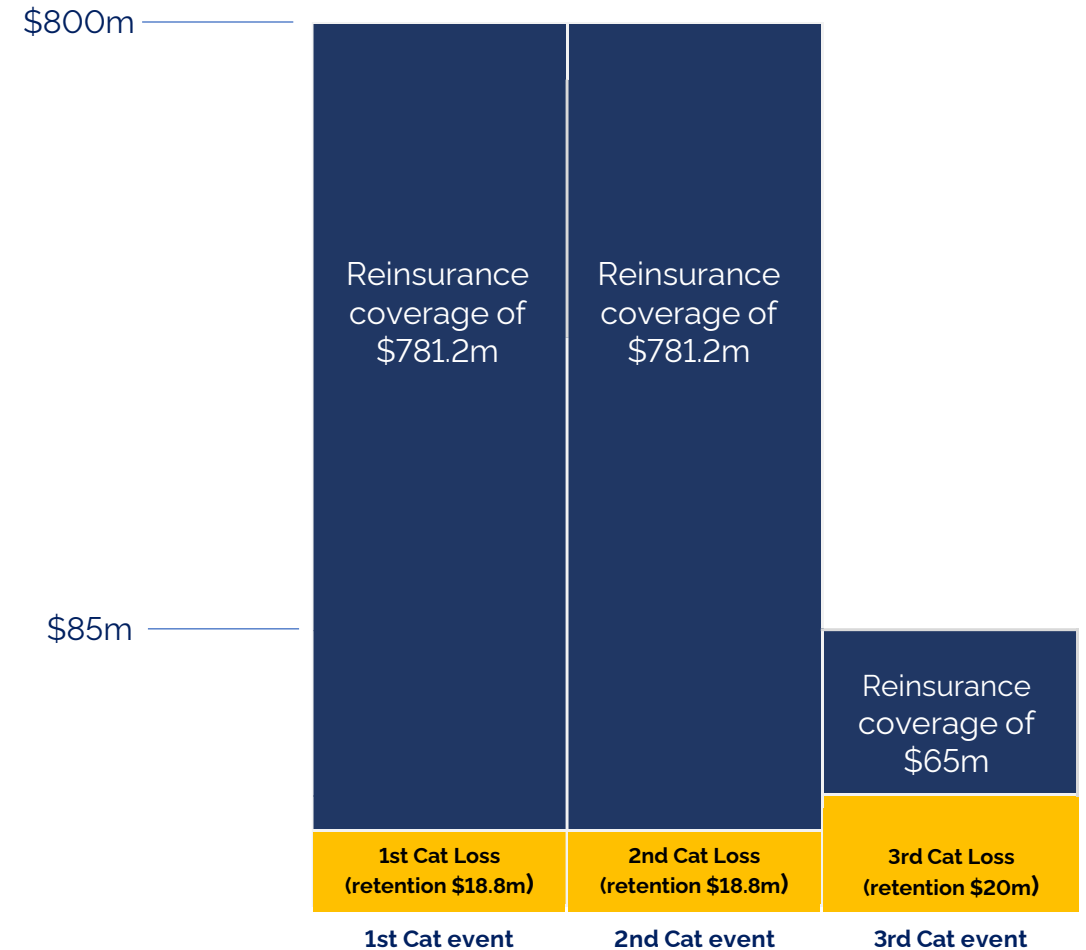 $800m
Reinsurance
coverage of
$781.2m
Reinsurance
coverage of
$781.2m
$85m
Reinsurance
coverage of
$65m
1st Cat Loss
(retention $18.8m)
2nd Cat Loss
(retention $18.8m)
3rd Cat Loss
(retention $20m)
1st Cat event
2nd Cat event
3rd Cat event